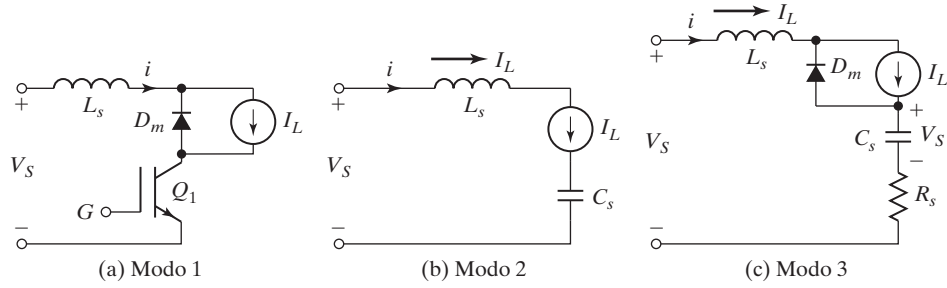 i
L_s
+
D_m
I_L
V_S
Q_1
G
−
(a) Modo 1
i
I_L
L_s
+
I_L
V_S
C_s
−
(b) Modo 2
i
I_L
L_s
+
D_m
I_L
+
C_s
V_S
−
V_S
R_s
−
(c) Modo 3